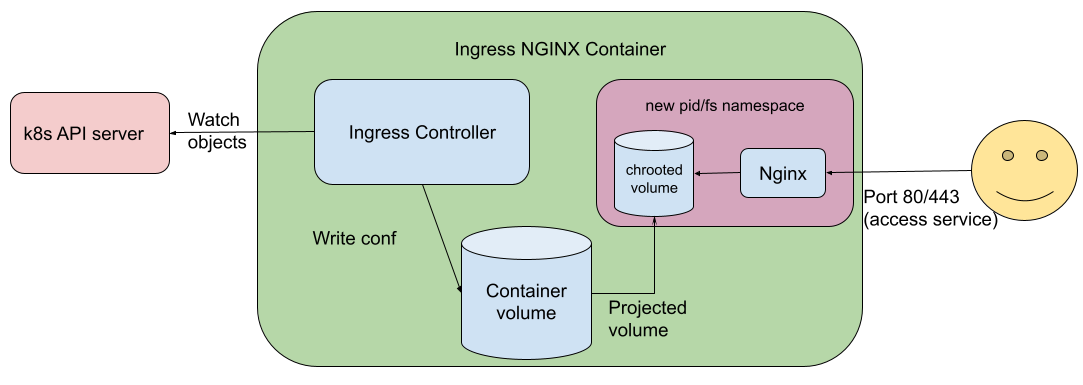 Ingress NGINX Container
k8s API server
Watch
objects
Ingress Controller
new pid/fs namespace
chrooted
volume
Nginx
Port 80/443
(access service)
Write conf
Container
volume
Projected
volume